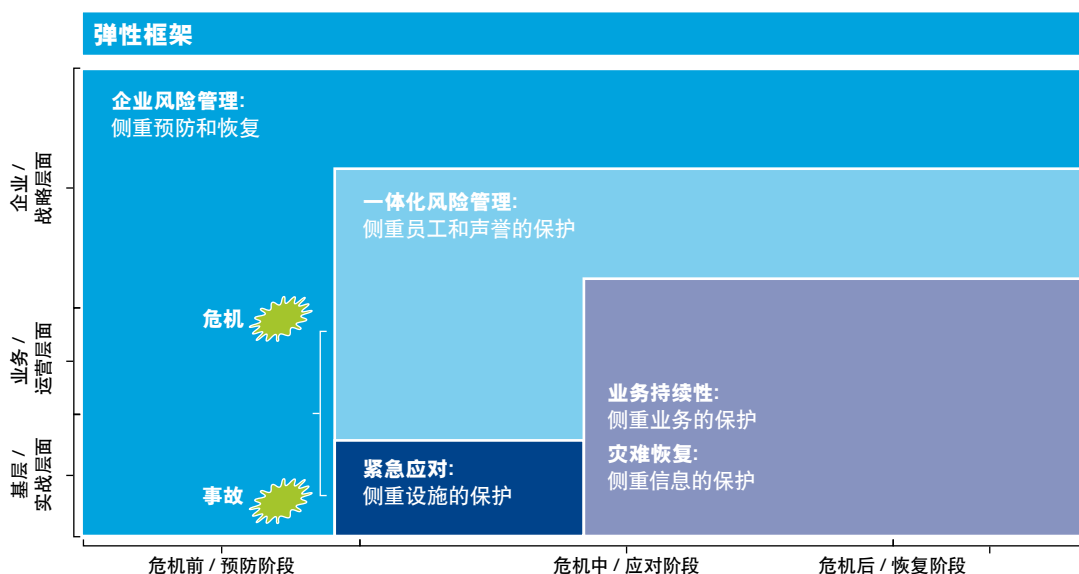 弹性框架
企业风险管理:
侧重预防和恢复
一体化风险管理:
侧重员工和声誉的保护
危机
业务持续性:
侧重业务的保护
灾难恢复:
侧重信息的保护
紧急应对:
侧重设施的保护
事故
企业 /
战略层面
业务 /
运营层面
基层 /
实战层面
危机前 / 预防阶段
危机中 / 应对阶段
危机后 / 恢复阶段